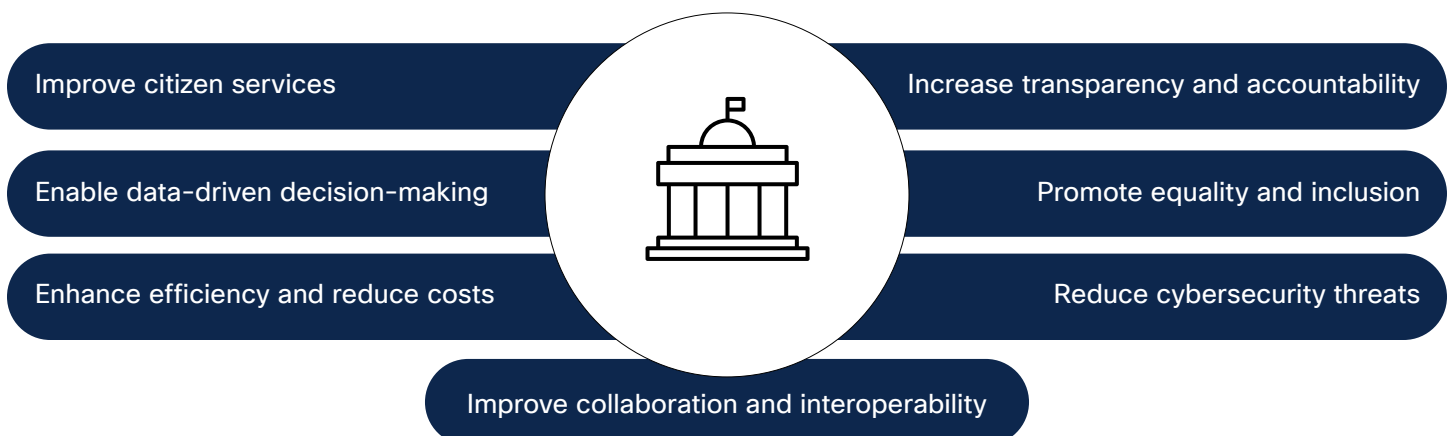 Improve citizen services
Increase transparency and accountability
Enable data-driven decision-making
Promote equality and inclusion
Enhance efficiency and reduce costs
Reduce cybersecurity threats
Improve collaboration and interoperability